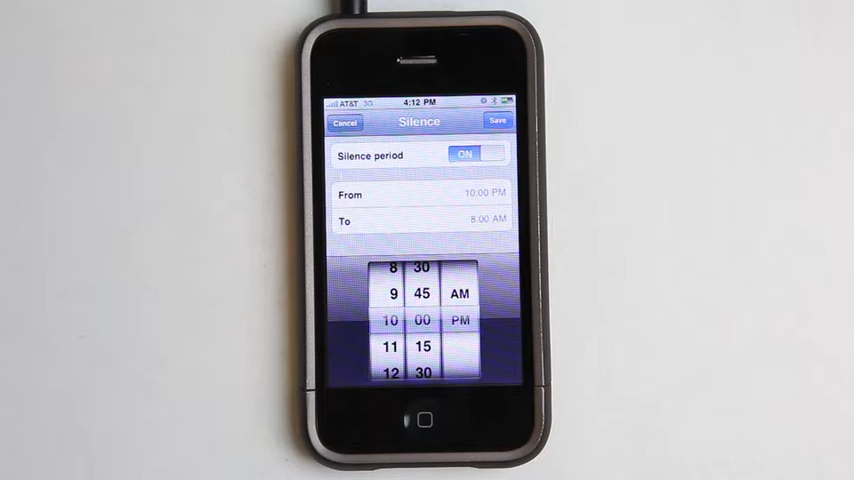 AT&T 3G 4:12 PM
Cancel Silence Save
Silence period ON
From 10:00 PM
To 8:00 AM
8 30
9 45 AM
10 00 PM
11 15
12 30